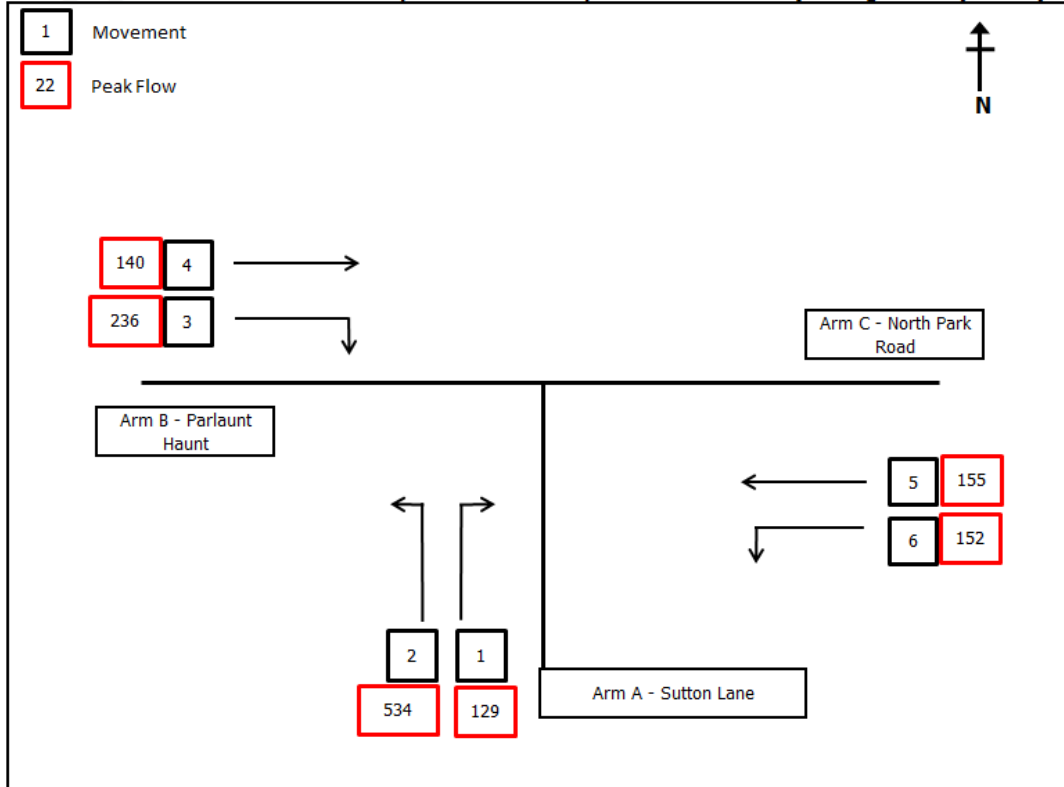 1 Movement
22 Peak Flow
N
140 4
236 3
Arm C - North Park
Road
Arm B - Parlaunt
Haunt
5 155
6 152
2 1
534 129
Arm A - Sutton Lane